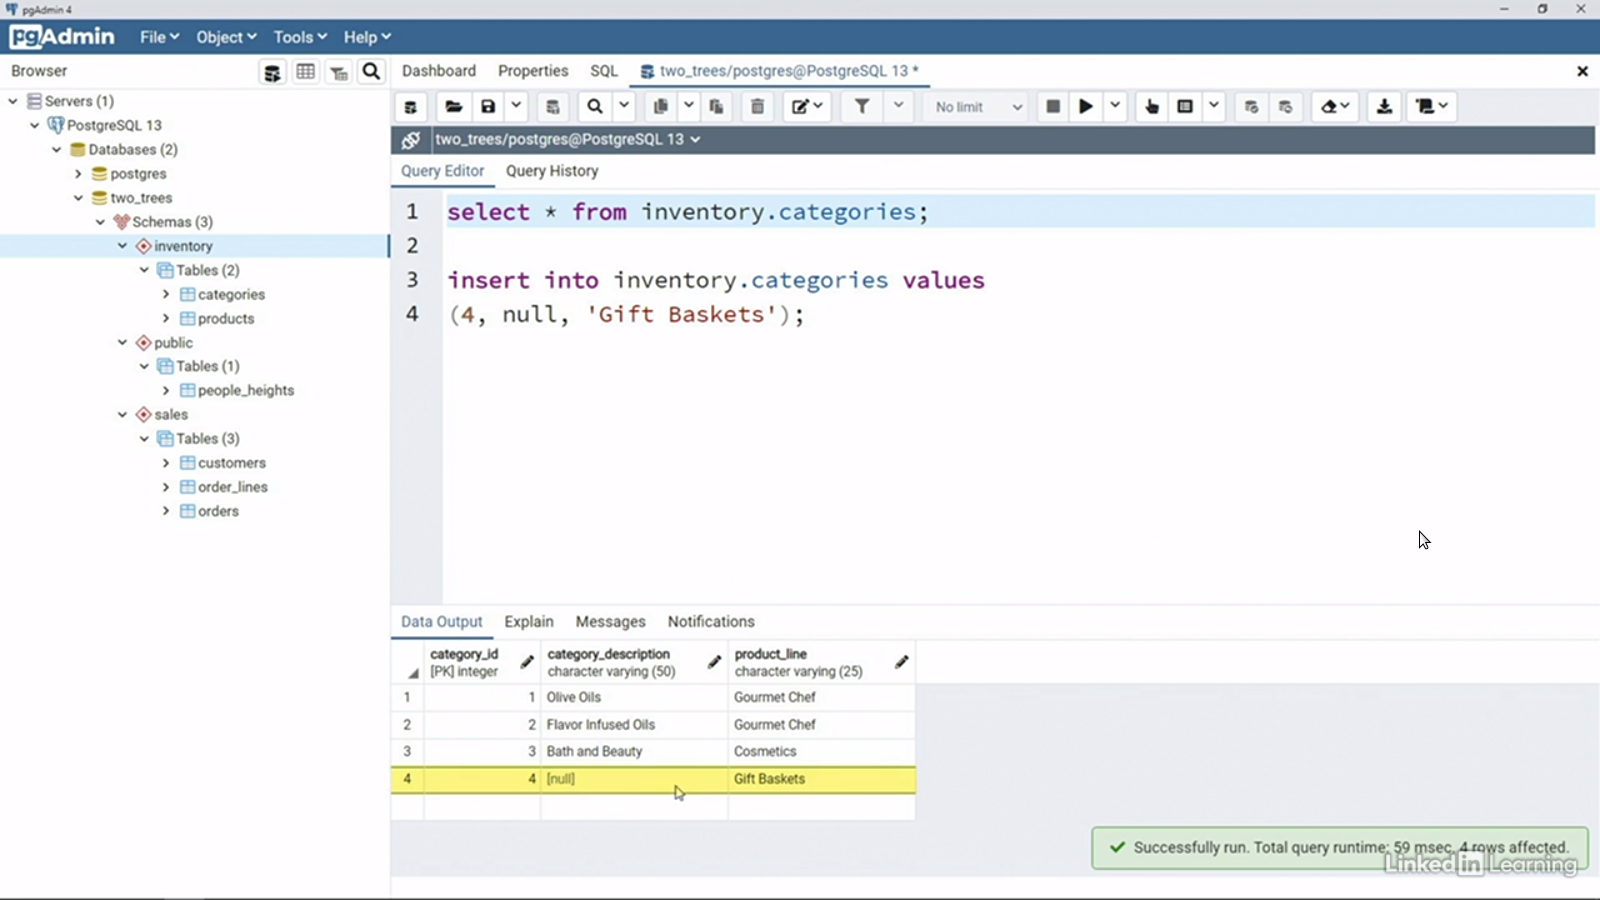 pgAdmin 4
pgAdmin File Object Tools Help
Browser
Dashboard Properties SQL two_trees/postgres@PostgreSQL 13 *
Servers (1)
PostgreSQL 13
Databases (2)
postgres
two_trees
Schemas (3)
inventory
Tables (2)
categories
products
public
Tables (1)
people_heights
sales
Tables (3)
customers
order_lines
orders
No limit
two_trees/postgres@PostgreSQL 13
Query Editor Query History
1 select * from inventory.categories;
2
3 insert into inventory.categories values
4 (4, null, 'Gift Baskets');
Data Output Explain Messages Notifications
category_id category_description product_line
[PK] integer character varying (50) character varying (25)
1 1 Olive Oils Gourmet Chef
2 2 Flavor Infused Oils Gourmet Chef
3 3 Bath and Beauty Cosmetics
4 4 [null] Gift Baskets
Successfully run. Total query runtime: 59 msec. 4 rows affected.
Linked in Learning